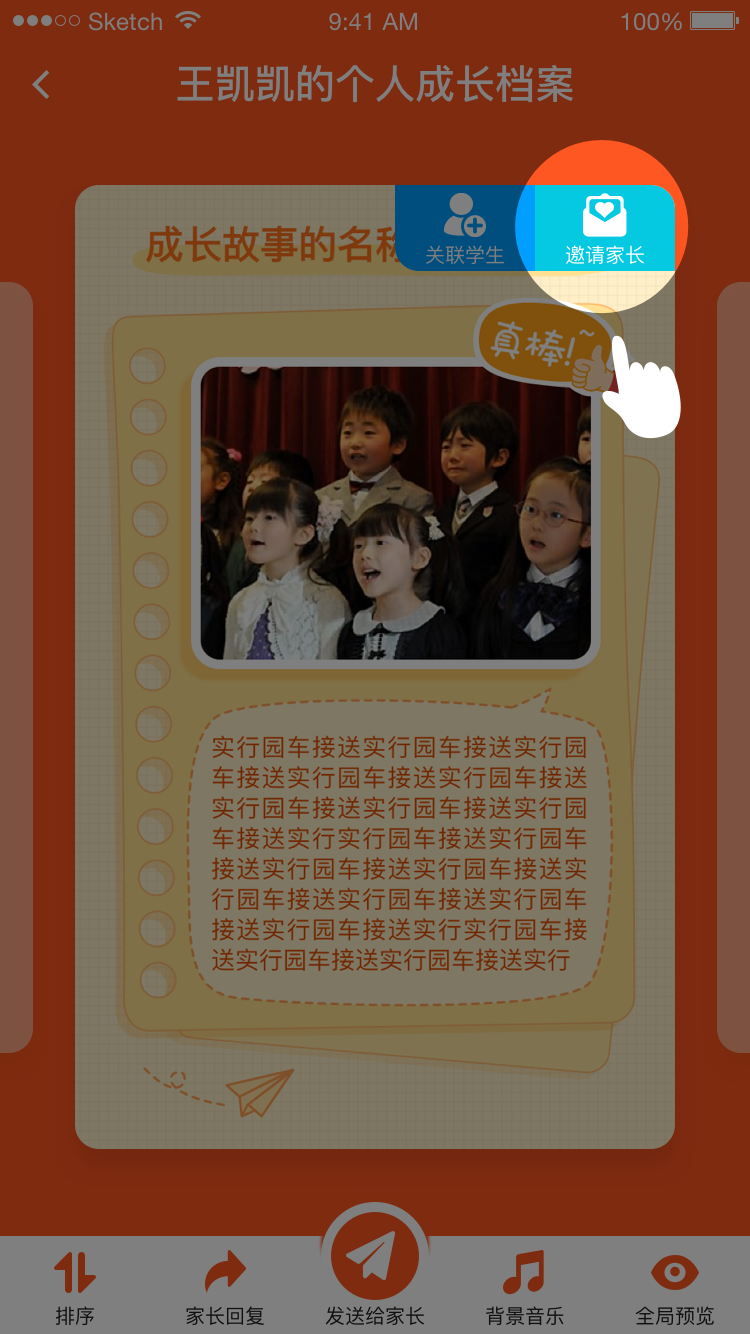 Sketch 9:41 AM 100%
王凯凯的个人成长档案
关联学生 邀请家长
成长故事的名称
真棒!~
实行园车接送实行园车接送实行园
车接送实行园车接送实行园车接送
实行园车接送实行园车接送实行园
车接送实行实行园车接送实行园车
接送实行园车接送实行园车接送实
行园车接送实行园车接送实行园车
接送实行园车接送实行实行园车接
送实行园车接送实行园车接送实行
排序 家长回复 发送给家长 背景音乐 全局预览